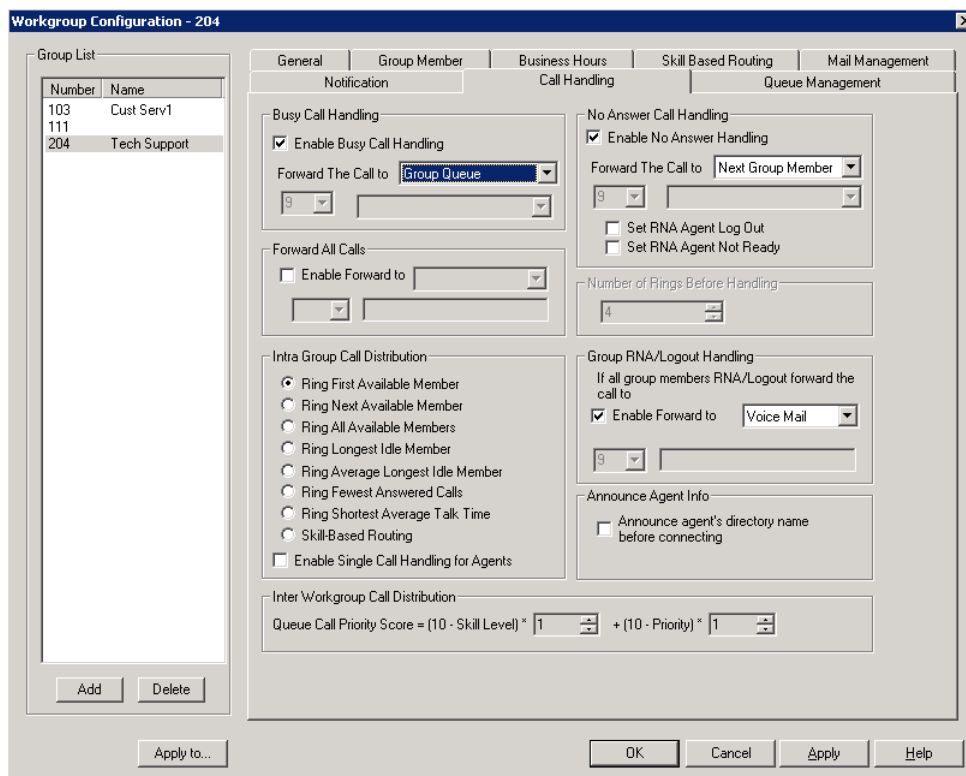 Workgroup Configuration - 204
Group List
Number Name
103 Cust Serv1
111
204 Tech Support
Add Delete
Apply to...
General Group Member Business Hours Skill Based Routing Mail Management
Notification Call Handling Queue Management
Busy Call Handling
Enable Busy Call Handling
Forward The Call to Group Queue
9
Forward All Calls
Enable Forward to
Intra Group Call Distribution
Ring First Available Member
Ring Next Available Member
Ring All Available Members
Ring Longest Idle Member
Ring Average Longest Idle Member
Ring Fewest Answered Calls
Ring Shortest Average Talk Time
Skill-Based Routing
Enable Single Call Handling for Agents
No Answer Call Handling
Enable No Answer Handling
Forward The Call to Next Group Member
9
Set RNA Agent Log Out
Set RNA Agent Not Ready
Number of Rings Before Handling
4
Group RNA/Logout Handling
If all group members RNA/Logout forward the
call to
Enable Forward to Voice Mail
9
Announce Agent Info
Announce agent's directory name
before connecting
Inter Workgroup Call Distribution
Queue Call Priority Score = (10 - Skill Level) * 1 + (10 - Priority) * 1
OK Cancel Apply Help